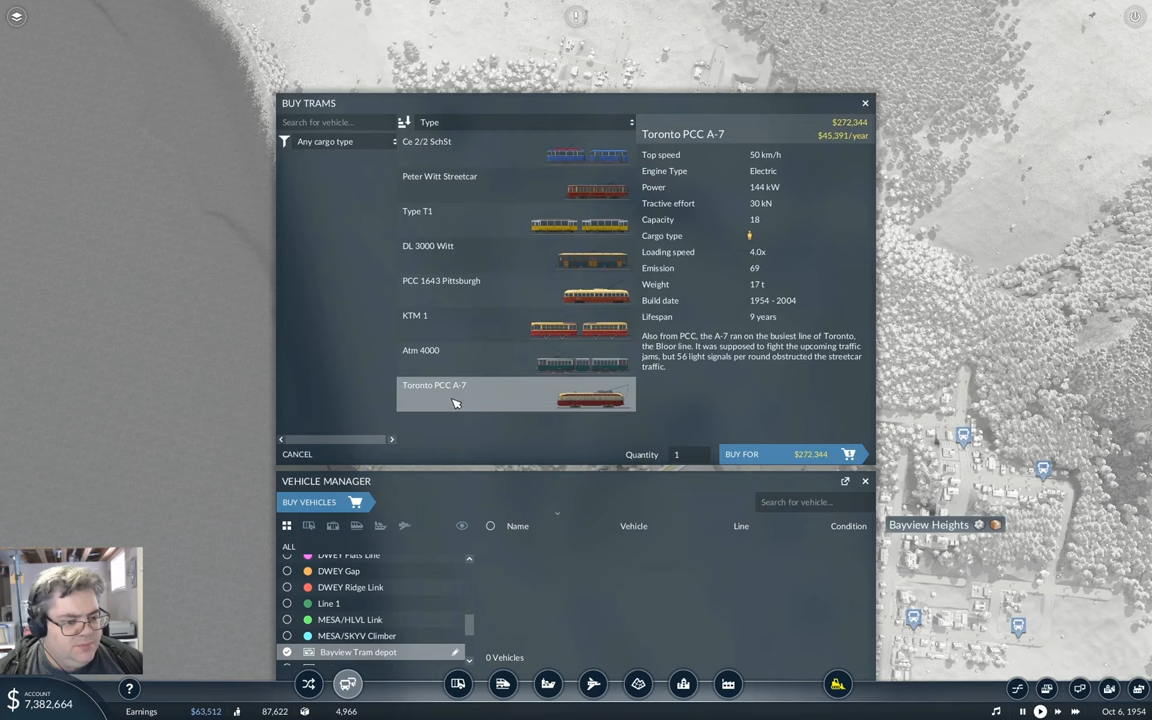 BUY TRAMS
Search for vehicle...
Type
Any cargo type
Ce 2/2 SchSt
Peter Witt Streetcar
Type T1
DL 3000 Witt
PCC 1643 Pittsburgh
KTM 1
Atm 4000
Toronto PCC A-7
$272,344
Toronto PCC A-7
$45,391/year
Top speed 50 km/h
Engine Type Electric
Power 144 kW
Tractive effort 30 kN
Capacity 18
Cargo type
Loading speed 4.0x
Emission 69
Weight 17 t
Build date 1954 - 2004
Lifespan 9 years
Also from PCC, the A-7 ran on the busiest line of Toronto,
the Bloor line. It was supposed to fight the upcoming traffic
jams, but 56 light signals per round obstructed the streetcar
traffic.
CANCEL
Quantity 1
BUY FOR $272,344
VEHICLE MANAGER
BUY VEHICLES
Search for vehicle...
Name Vehicle Line Condition
ALL
DWEY Flats Line
DWEY Gap
DWEY Ridge Link
Line 1
MESA/HLVL Link
MESA/SKYV Climber
Bayview Tram depot
0 Vehicles
Bayview Heights
ACCOUNT
$ 7,382,664
?
Earnings $63,512 87,622 4,966
Oct 6, 1954